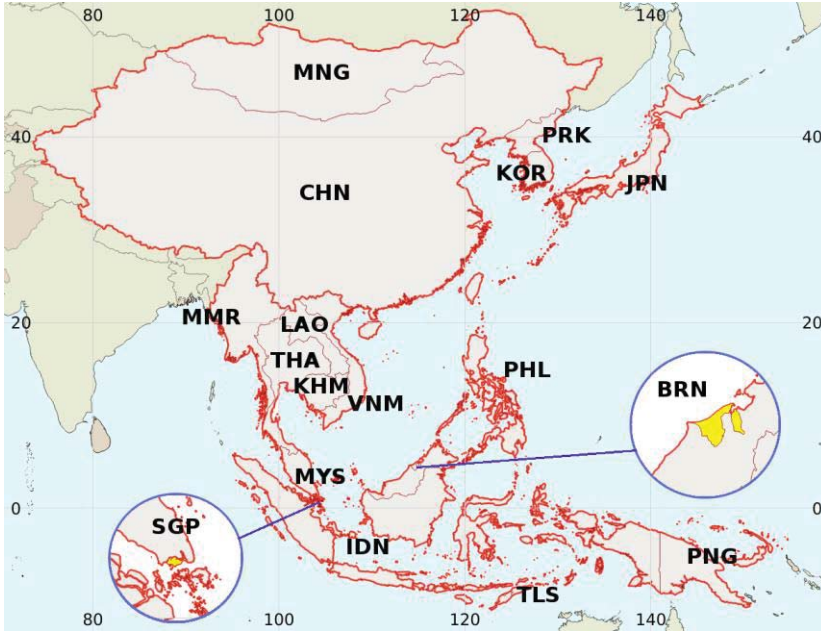 80 100 120 140
MNG
40 PRK 40
KOR
CHN JPN
20 MMR LAO 20
THA PHL
KHM BRN
VNM
MYS
0 0
SGP
IDN PNG
TLS
80 100 120 140